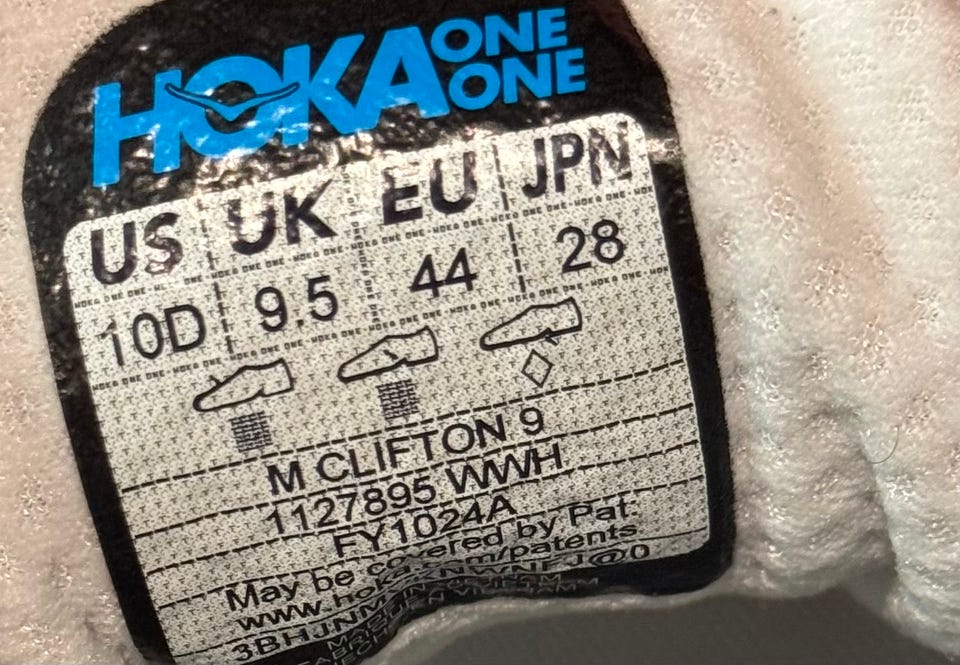 HOKA ONE ONE
US UK EU JPN
10D 9.5 44 28
M CLIFTON 9
1127895 WWH
FY1024A
May be covered by Pat.
www.hoka.com/patents